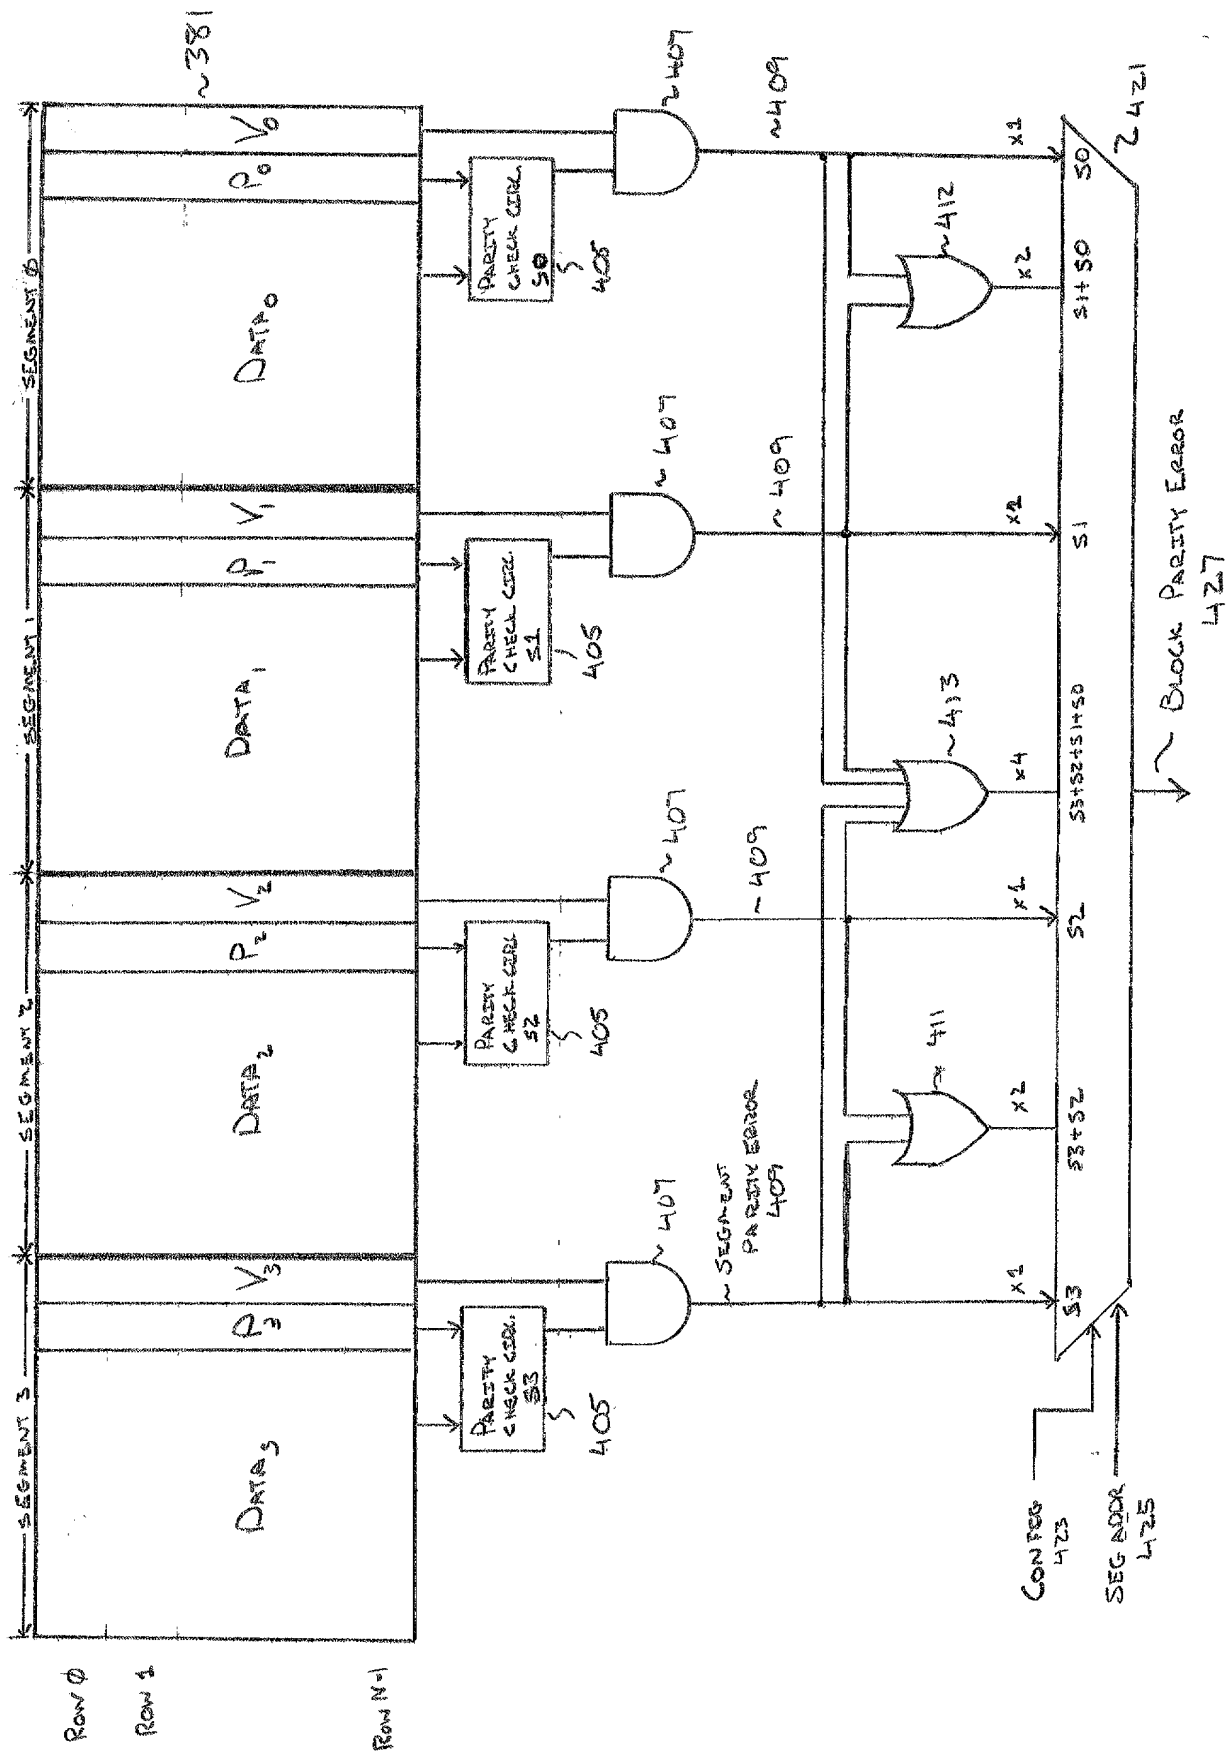 SEGMENT 3
SEGMENT 2
SEGMENT 1
SEGMENT 0
Row 0
Row 1
Row N-1
DATA3
P3
V3
DATA2
P2
V2
DATA1
P1
V1
DATA0
P0
V0
~381
PARITY
CHECK CIRC.
S3
405
PARITY
CHECK CIRC.
S2
405
PARITY
CHECK CIRC.
S1
405
PARITY
CHECK CIRC.
S0
405
~407
~407
~407
~407
~SEGMENT
PARITY ERROR
409
~409
~409
~409
411
~413
~412
x1
x2
x1
x4
x1
x2
x1
S3
S3+S2
S2
S3+S2+S1+S0
S1
S1+S0
S0
421
CONFIG
423
SEG ADDR
425
~ BLOCK PARITY ERROR
427